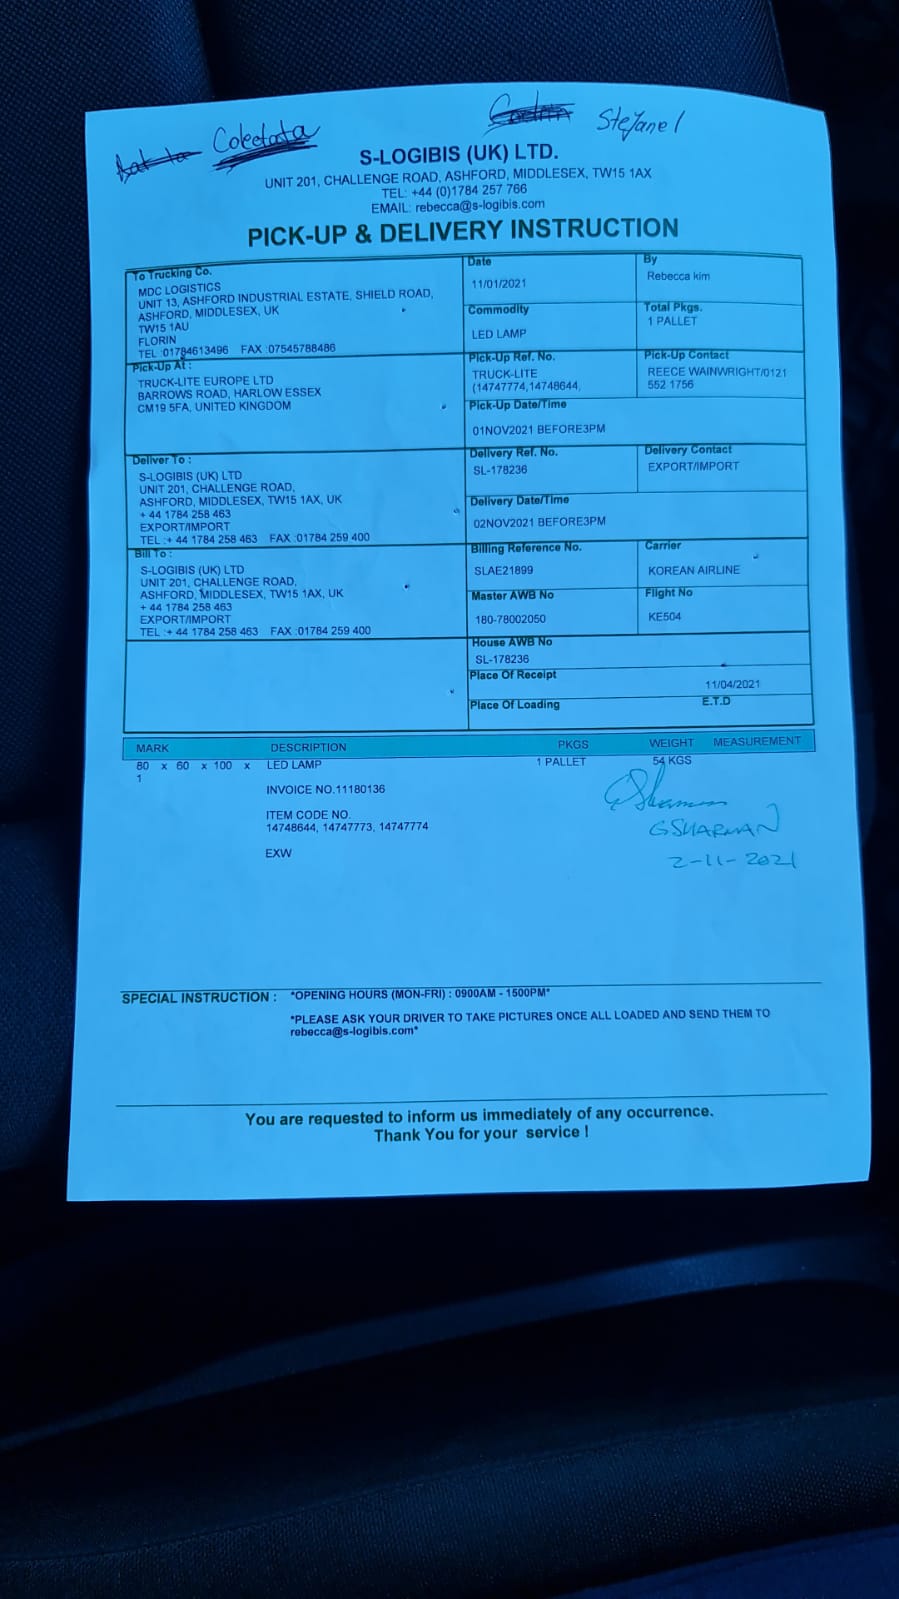 Colectata Stefanel
S-LOGIBIS (UK) LTD.
UNIT 201, CHALLENGE ROAD, ASHFORD, MIDDLESEX, TW15 1AX
TEL: +44 (0)1784 257 766
EMAIL: rebecca@s-logibis.com
PICK-UP & DELIVERY INSTRUCTION
To Trucking Co.
MDC LOGISTICS
UNIT 13, ASHFORD INDUSTRIAL ESTATE, SHIELD ROAD,
ASHFORD, MIDDLESEX, UK
TW15 1AU
FLORIN
TEL :01784613496 FAX :07545788486
Date
11/01/2021
By
Rebecca kim
Commodity
LED LAMP
Total Pkgs.
1 PALLET
Pick-Up At :
TRUCK-LITE EUROPE LTD
BARROWS ROAD, HARLOW ESSEX
CM19 5FA, UNITED KINGDOM
Pick-Up Ref. No.
TRUCK-LITE
(14747774,14748644,
Pick-Up Contact
REECE WAINWRIGHT/0121
552 1756
Pick-Up Date/Time
01NOV2021 BEFORE3PM
Deliver To :
S-LOGIBIS (UK) LTD
UNIT 201, CHALLENGE ROAD,
ASHFORD, MIDDLESEX, TW15 1AX, UK
+ 44 1784 258 463
EXPORT/IMPORT
TEL :+ 44 1784 258 463 FAX :01784 259 400
Delivery Ref. No.
SL-178236
Delivery Contact
EXPORT/IMPORT
Delivery Date/Time
02NOV2021 BEFORE3PM
Bill To :
S-LOGIBIS (UK) LTD
UNIT 201, CHALLENGE ROAD,
ASHFORD, MIDDLESEX, TW15 1AX, UK
+ 44 1784 258 463
EXPORT/IMPORT
TEL :+ 44 1784 258 463 FAX :01784 259 400
Billing Reference No.
SLAE21899
Carrier
KOREAN AIRLINE
Master AWB No
180-78002050
Flight No
KE504
House AWB No
SL-178236
Place Of Receipt
11/04/2021
Place Of Loading E.T.D
MARK DESCRIPTION PKGS WEIGHT MEASUREMENT
80 x 60 x 100 x LED LAMP 1 PALLET 54 KGS
1
INVOICE NO.11180136
ITEM CODE NO.
14748644, 14747773, 14747774
EXW
G SHARMAN
2-11-2021
SPECIAL INSTRUCTION : *OPENING HOURS (MON-FRI) : 0900AM - 1500PM*
*PLEASE ASK YOUR DRIVER TO TAKE PICTURES ONCE ALL LOADED AND SEND THEM TO
rebecca@s-logibis.com*
You are requested to inform us immediately of any occurrence.
Thank You for your service !